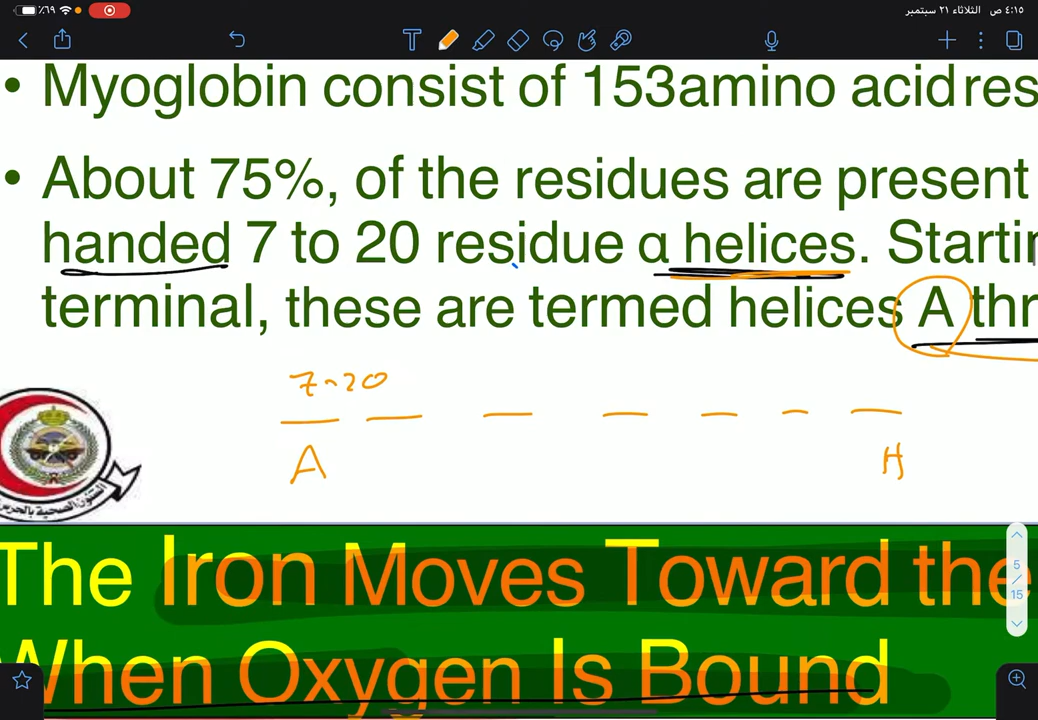 ٤:١٥ ص الثلاثاء ٢١ سبتمبر
٪٦٩
T
• Myoglobin consist of 153amino acid res
• About 75%, of the residues are present
handed 7 to 20 residue α helices. Starti
terminal, these are termed helices A thr
7~20
A H
5
/
15
The Iron Moves Toward the
When Oxygen Is Bound